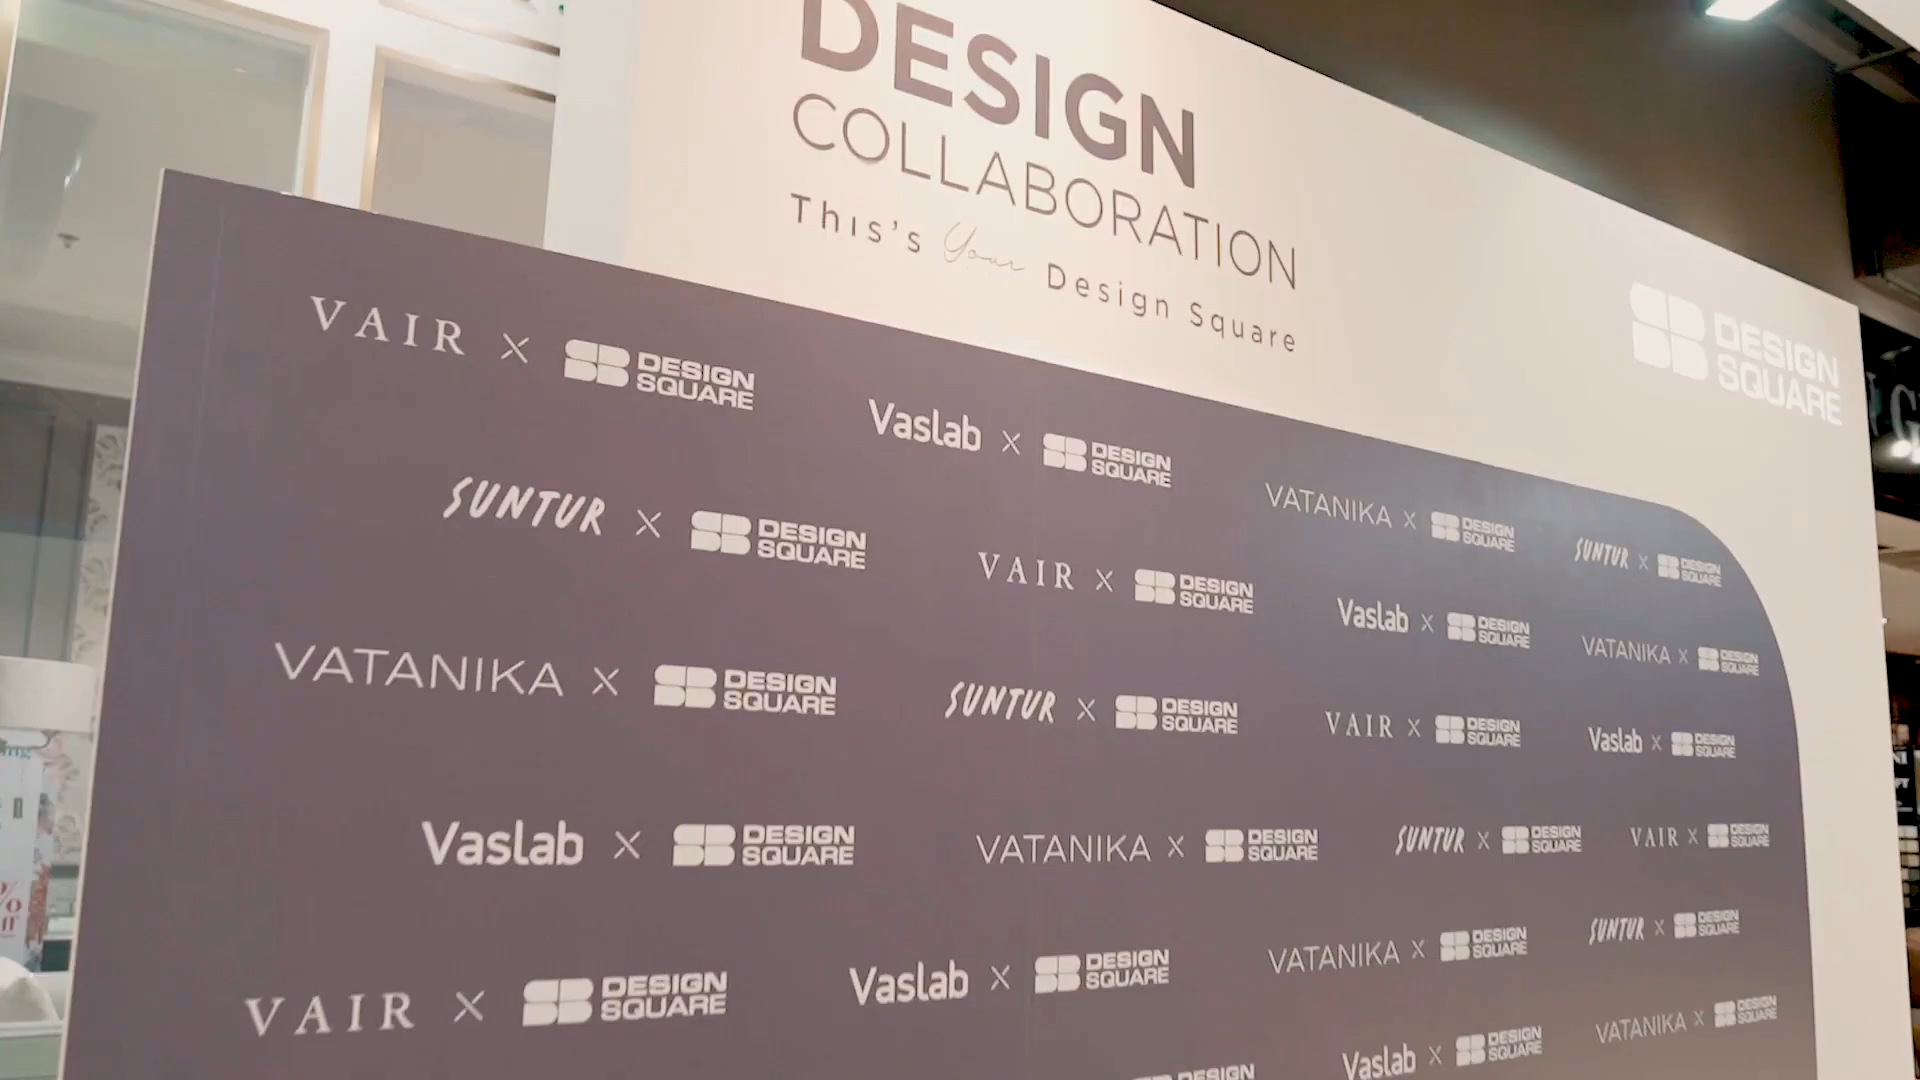 DESIGN
COLLABORATION
This's Your Design Square
DESIGN
SQUARE
VAIR X DESIGN SQUARE
Vaslab X DESIGN SQUARE
VATANIKA X DESIGN SQUARE
SUNTUR X DESIGN SQUARE
SUNTUR X DESIGN SQUARE
VAIR X DESIGN SQUARE
Vaslab X DESIGN SQUARE
VATANIKA X DESIGN SQUARE
VATANIKA X DESIGN SQUARE
SUNTUR X DESIGN SQUARE
VAIR X DESIGN SQUARE
Vaslab X DESIGN SQUARE
Vaslab X DESIGN SQUARE
VATANIKA X DESIGN SQUARE
SUNTUR X DESIGN SQUARE
VAIR X DESIGN SQUARE
VAIR X DESIGN SQUARE
Vaslab X DESIGN SQUARE
VATANIKA X DESIGN SQUARE
SUNTUR X DESIGN SQUARE
DESIGN
Vaslab X DESIGN SQUARE
VATANIKA X DESIGN SQUARE